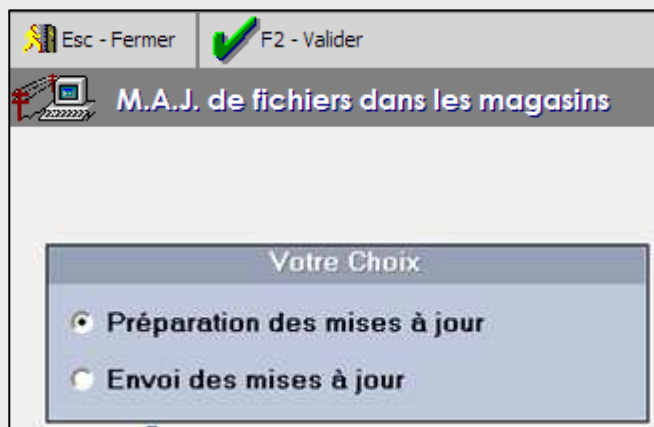 Esc - Fermer F2 - Valider
M.A.J. de fichiers dans les magasins
Votre Choix
Préparation des mises à jour
Envoi des mises à jour